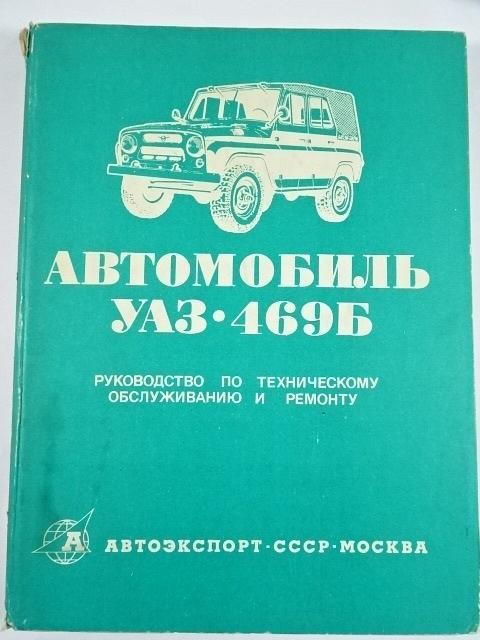 АВТОМОБИЛЬ
УАЗ·469Б
РУКОВОДСТВО ПО ТЕХНИЧЕСКОМУ
ОБСЛУЖИВАНИЮ И РЕМОНТУ
А АВТОЭКСПОРТ·СССР·МОСКВА